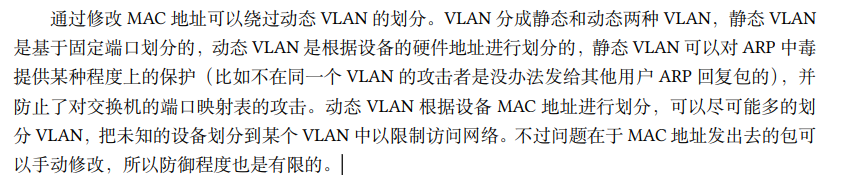 通过修改 MAC 地址可以绕过动态 VLAN 的划分。VLAN 分成静态和动态两种 VLAN，静态 VLAN
是基于固定端口划分的，动态 VLAN 是根据设备的硬件地址进行划分的，静态 VLAN 可以对 ARP 中毒
提供某种程度上的保护（比如不在同一个 VLAN 的攻击者是没办法发给其他用户 ARP 回复包的），并
防止了对交换机的端口映射表的攻击。动态 VLAN 根据设备 MAC 地址进行划分，可以尽可能多的划
分 VLAN，把未知的设备划分到某个 VLAN 中以限制访问网络。不过问题在于 MAC 地址发出去的包可
以手动修改，所以防御程度也是有限的。